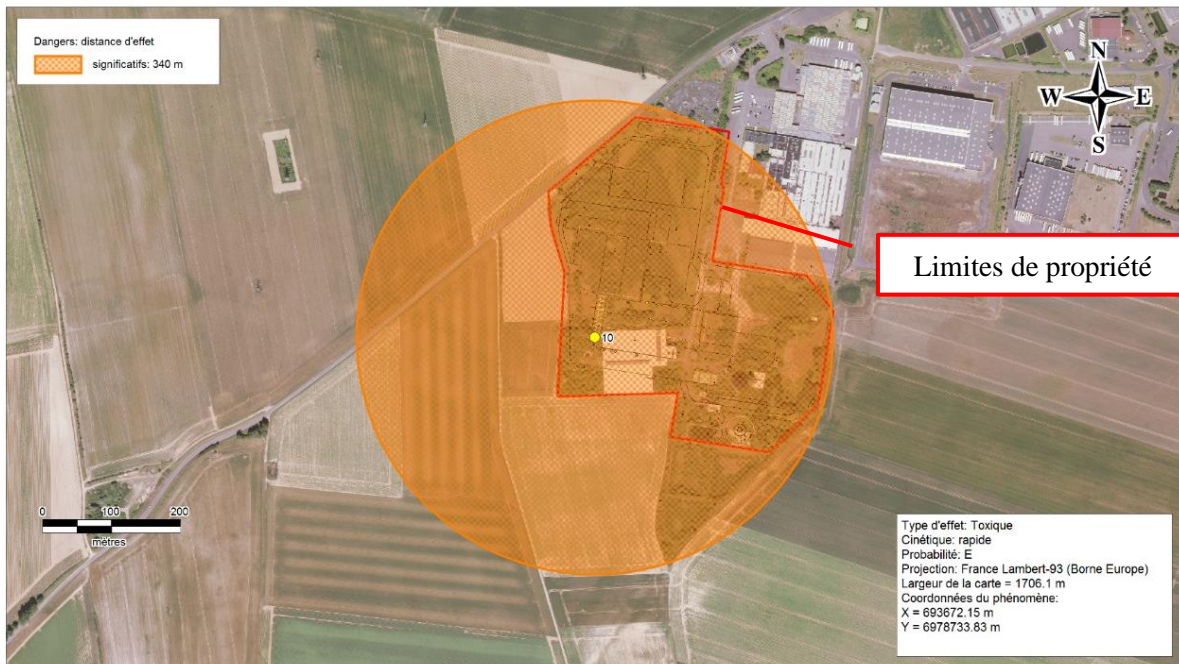 Dangers: distance d'effet
significatifs: 340 m
N
W E
S
Limites de propriété
10
0 100 200
mètres
Type d'effet: Toxique
Cinétique: rapide
Probabilité: E
Projection: France Lambert-93 (Borne Europe)
Largeur de la carte = 1706.1 m
Coordonnées du phénomène:
X = 693672.15 m
Y = 6978733.83 m